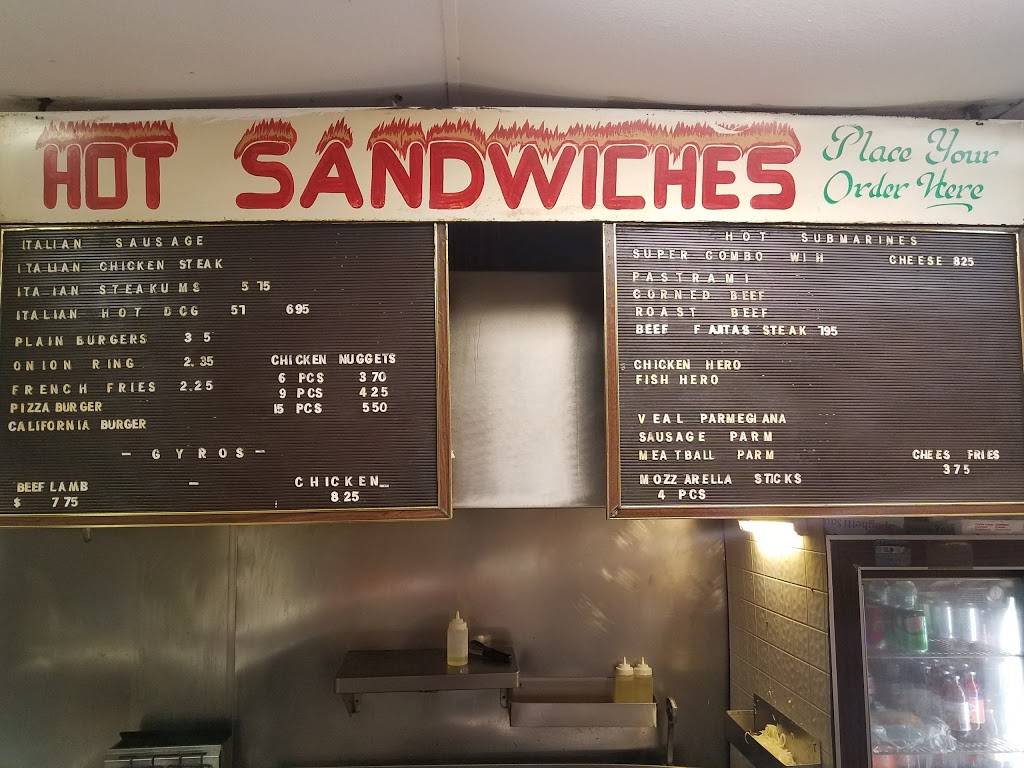 HOT SANDWICHES
Place Your
Order Here
ITALIAN SAUSAGE
ITALIAN CHICKEN STEAK
ITA IAN STEAKUMS 5 75
ITALIAN HOT DOG 57 695
PLAIN BURGERS 3 5
ONION RING 2.35
FRENCH FRIES 2.25
PIZZA BURGER
CALIFORNIA BURGER
CHICKEN NUGGETS
6 PCS 3 70
9 PCS 4 25
15 PCS 5 50
- GYROS -
BEEF LAMB -
$ 7 75
CHICKEN
8 25
HOT SUBMARINES
SUPER COMBO WI H CHEESE 825
PASTRAMI
CORNED BEEF
ROAST BEEF
BEEF FAJITAS STEAK 795
CHICKEN HERO
FISH HERO
VEAL PARMEGIANA
SAUSAGE PARM
MEATBALL PARM
MOZZARELLA STICKS
4 PCS
CHEES FRIES
375